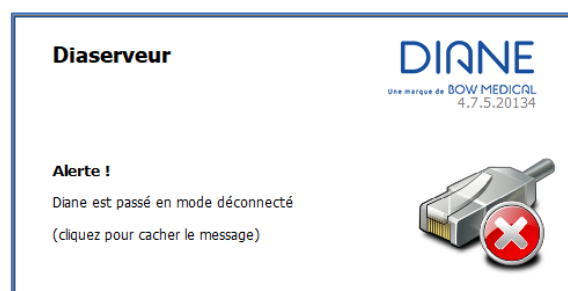 Diaserveur
DIANE
Une marque de BOW MEDICAL
4.7.5.20134
Alerte !
Diane est passé en mode déconnecté
(cliquez pour cacher le message)